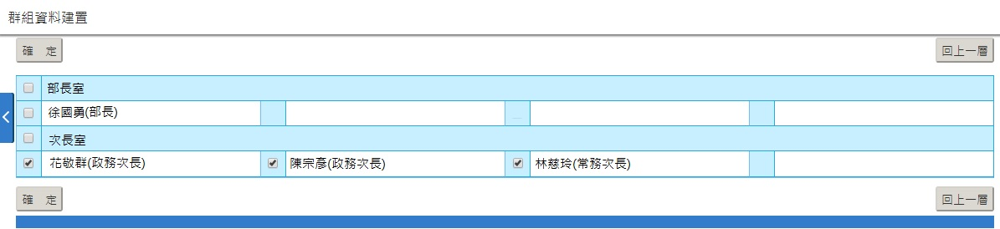 群組資料建置
確　定 回上一層
部長室
徐國勇(部長)
次長室
花敬群(政務次長) 陳宗彥(政務次長) 林慈玲(常務次長)
確　定 回上一層